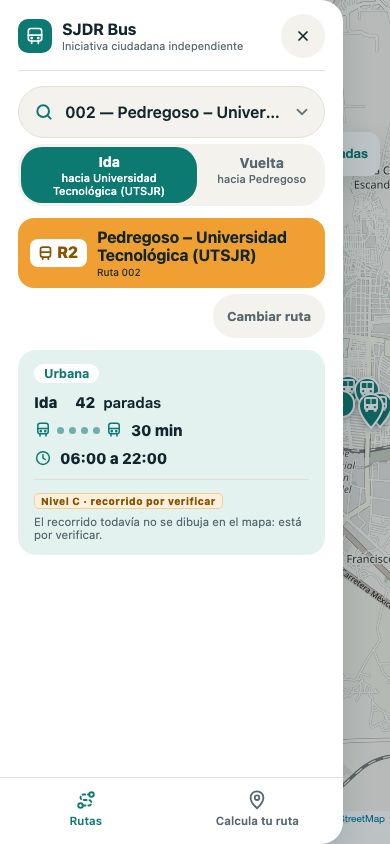 SJDR Bus
Iniciativa ciudadana independiente
002 — Pedregoso – Univer...
Ida
hacia Universidad
Tecnológica (UTSJR)
Vuelta
hacia Pedregoso
R2
Pedregoso – Universidad
Tecnológica (UTSJR)
Ruta 002
Cambiar ruta
Urbana
Ida 42 paradas
30 min
06:00 a 22:00
Nivel C · recorrido por verificar
El recorrido todavía no se dibuja en el mapa: está
por verificar.
Rutas
Calcula tu ruta
adas
Escand
Francisc
arretera Méxic
StreetMap